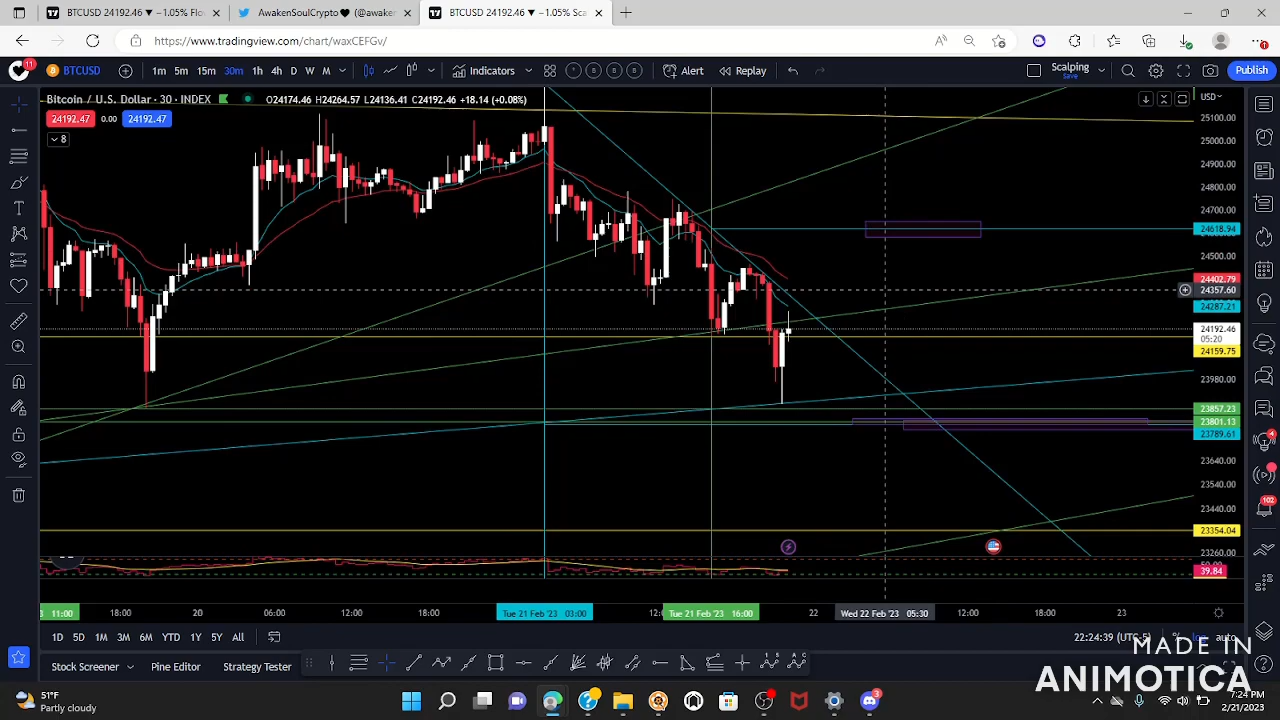 BTCUSD 24192.46 ▼ −1.05% Flo
AwakenSoulCrypto♥ (@awaker
BTCUSD 24192.46 ▼ −1.05% Sca
https://www.tradingview.com/chart/waxCEFGv/
11
BTCUSD
1m 5m 15m 30m 1h 4h D W M
Indicators
Alert
Replay
Scalping
Save
Publish
Bitcoin / U.S. Dollar · 30 · INDEX
O24174.46 H24264.57 L24136.41 C24192.46 +18.14 (+0.08%)
USD
24192.47 0.00 24192.47
8
25100.00
25000.00
24900.00
24800.00
24700.00
24618.94
24500.00
24402.79
24357.60
24287.21
24192.46
05:20
24159.75
23980.00
23857.23
23801.13
23789.61
23640.00
23540.00
23440.00
23354.04
23260.00
39.84
4
102
11:00 18:00 20 06:00 12:00 18:00 Tue 21 Feb '23 03:00 Tue 21 Feb '23 16:00 22 Wed 22 Feb '23 05:30 12:00 18:00 23
1D 5D 1M 3M 6M YTD 1Y 5Y All
22:24:39 (UTC-5) % log auto
MADE IN
ANIMOTICA
Stock Screener Pine Editor Strategy Tester
51°F
Partly cloudy
3
7:24 PM
2/21/2023